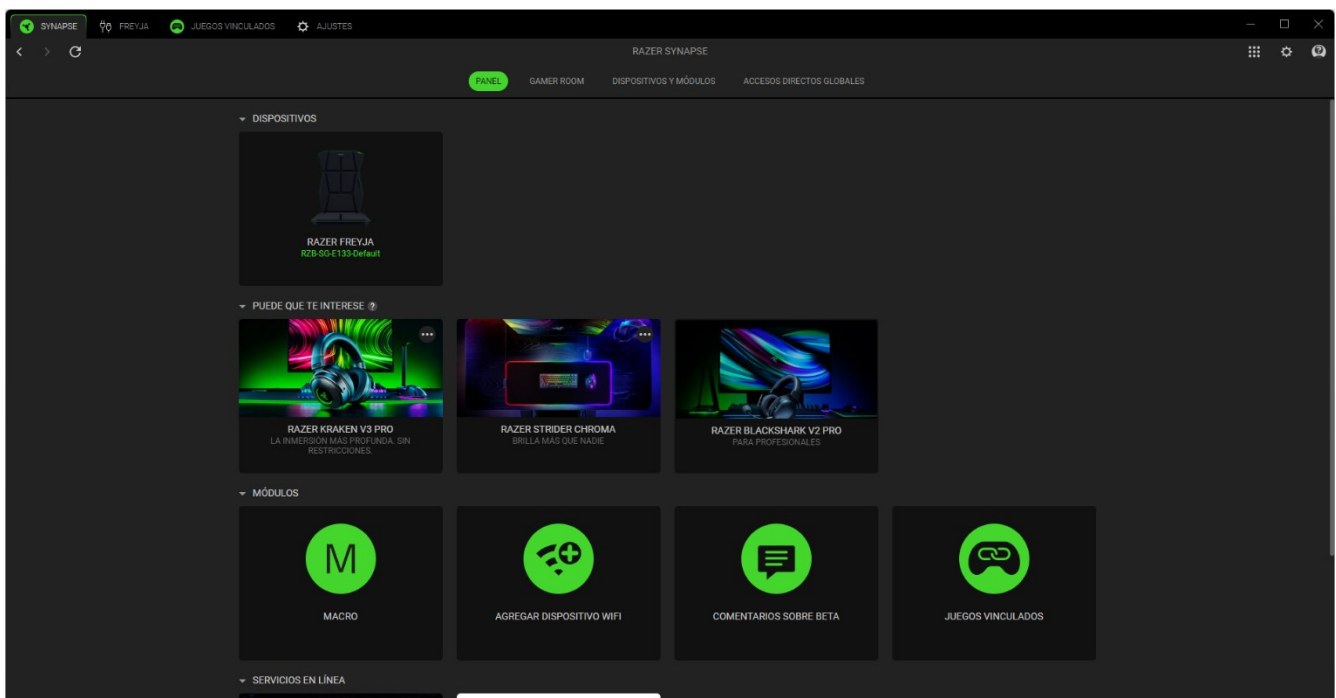 SYNAPSE
FREYJA
JUEGOS VINCULADOS
AJUSTES
RAZER SYNAPSE
PANEL
GAMER ROOM
DISPOSITIVOS Y MÓDULOS
ACCESOS DIRECTOS GLOBALES
DISPOSITIVOS
RAZER FREYJA
RZB-SG-E133-Default
PUEDE QUE TE INTERESE ?
RAZER KRAKEN V3 PRO
LA INMERSIÓN MÁS PROFUNDA. SIN
RESTRICCIONES.
RAZER STRIDER CHROMA
BRILLA MÁS QUE NADIE
RAZER BLACKSHARK V2 PRO
PARA PROFESIONALES
MÓDULOS
M
MACRO
AGREGAR DISPOSITIVO WIFI
COMENTARIOS SOBRE BETA
JUEGOS VINCULADOS
SERVICIOS EN LÍNEA